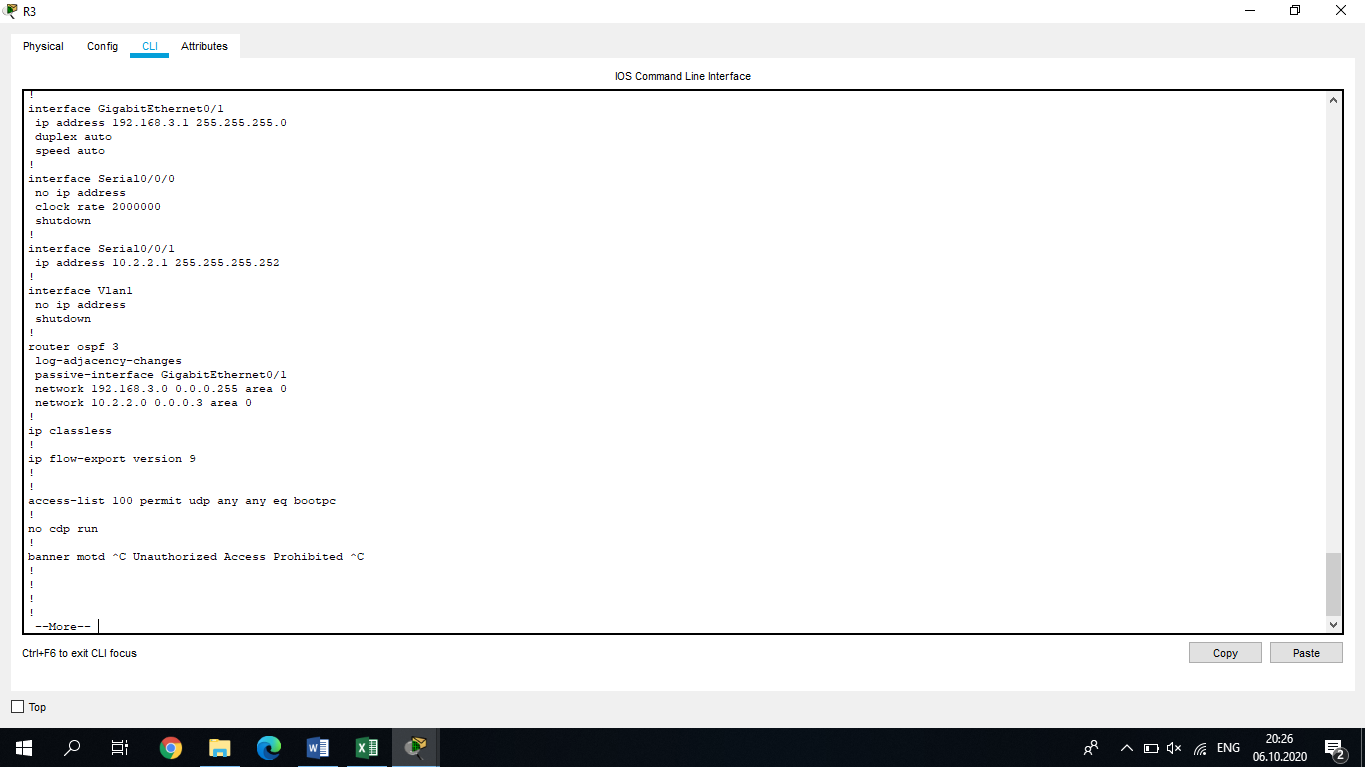 R3
Physical Config CLI Attributes
IOS Command Line Interface
!
interface GigabitEthernet0/1
 ip address 192.168.3.1 255.255.255.0
 duplex auto
 speed auto
!
interface Serial0/0/0
 no ip address
 clock rate 2000000
 shutdown
!
interface Serial0/0/1
 ip address 10.2.2.1 255.255.255.252
!
interface Vlan1
 no ip address
 shutdown
!
router ospf 3
 log-adjacency-changes
 passive-interface GigabitEthernet0/1
 network 192.168.3.0 0.0.0.255 area 0
 network 10.2.2.0 0.0.0.3 area 0
!
ip classless
!
ip flow-export version 9
!
!
access-list 100 permit udp any any eq bootpc
!
no cdp run
!
banner motd ^C Unauthorized Access Prohibited ^C
!
!
!
!
 --More--
Ctrl+F6 to exit CLI focus
Copy Paste
Top
ENG
20:26
06.10.2020
2